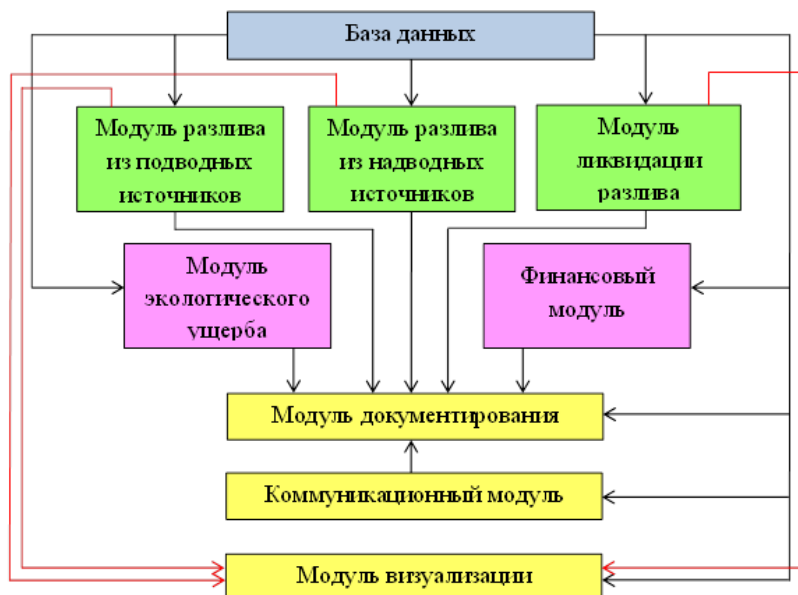 База данных
Модуль разлива
из подводных
источников
Модуль разлива
из надводных
источников
Модуль
ликвидации
разлива
Модуль
экологического
ущерба
Финансовый
модуль
Модуль документирования
Коммуникационный модуль
Модуль визуализации